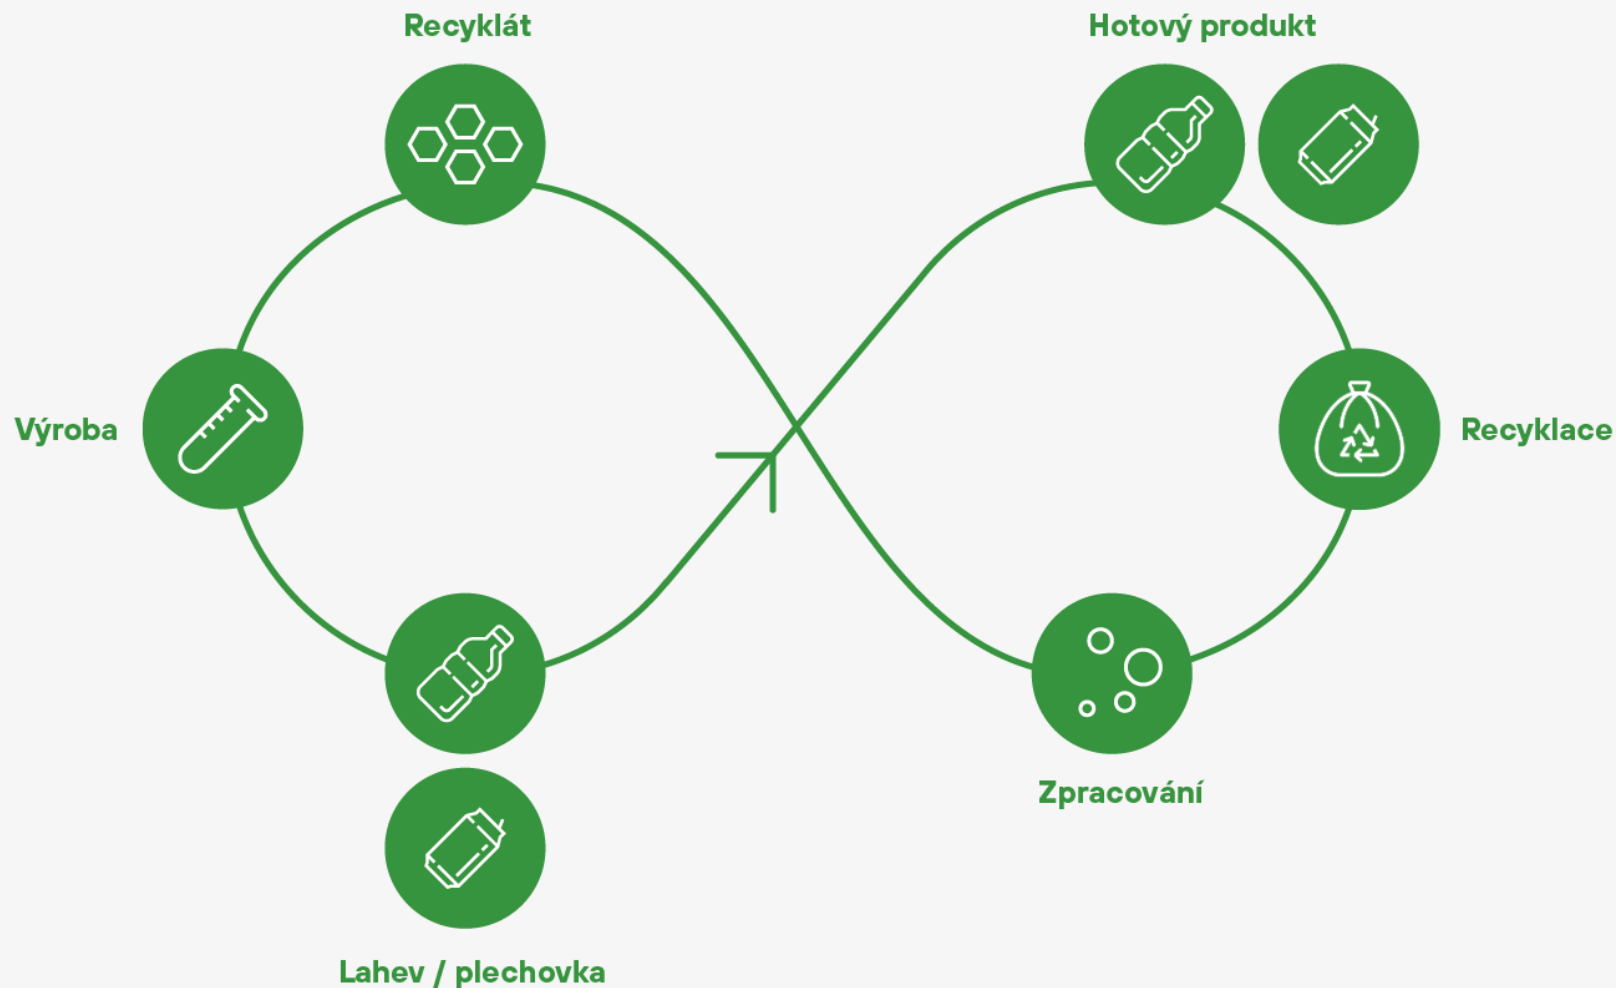 Recyklát
Hotový produkt
Výroba
Recyklace
Zpracování
Lahev / plechovka